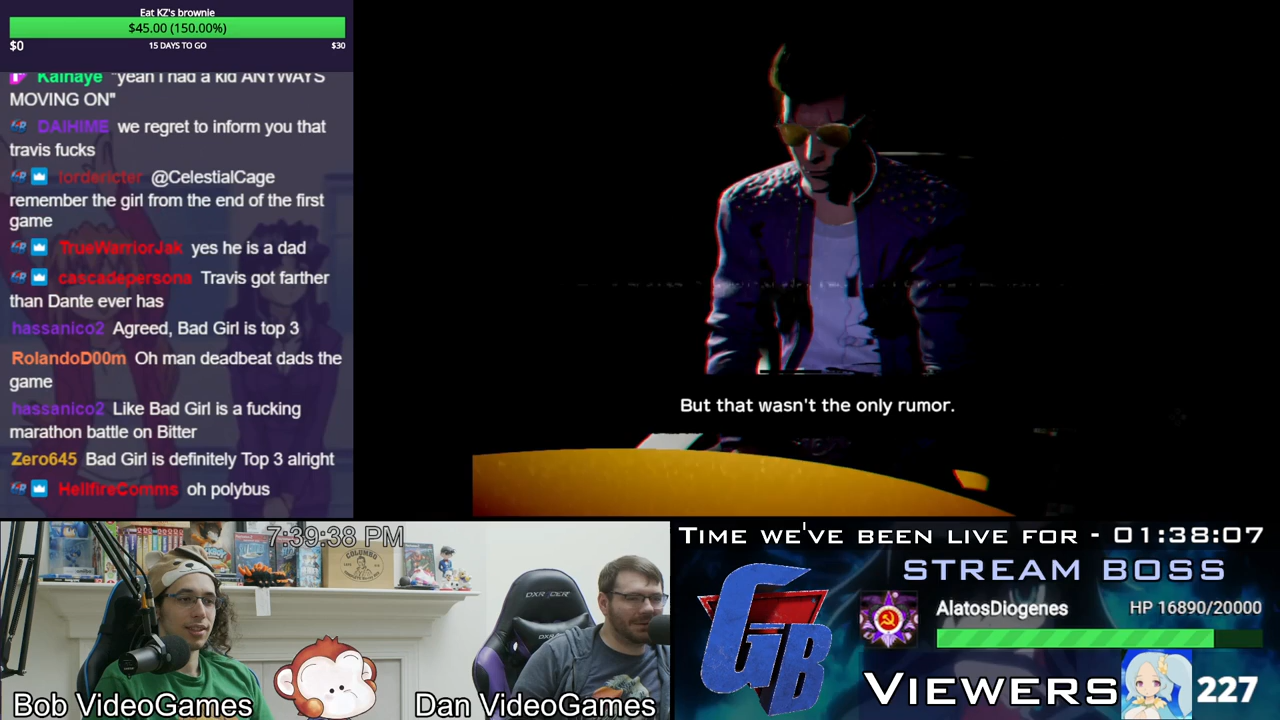 Eat KZ's brownie
$45.00 (150.00%)
$0
15 DAYS TO GO
$30
Kainaye "yeah I had a kid ANYWAYS
MOVING ON"
DAIHIME we regret to inform you that
travis fucks
lordericter @CelestialCage
remember the girl from the end of the first
game
TrueWarriorJak yes he is a dad
cascadepersona Travis got farther
than Dante ever has
hassanico2 Agreed, Bad Girl is top 3
RolandoD00m Oh man deadbeat dads the
game
hassanico2 Like Bad Girl is a fucking
marathon battle on Bitter
Zero645 Bad Girl is definitely Top 3 alright
HellfireComms oh polybus
But that wasn't the only rumor.
7:39:38 PM
COLUMBO
DXRACER
DXRA
Bob VideoGames
Dan VideoGames
Time we've been live for - 01:38:07
GGB
STREAM BOSS
AlatosDiogenes
HP 16890/20000
Viewers
227